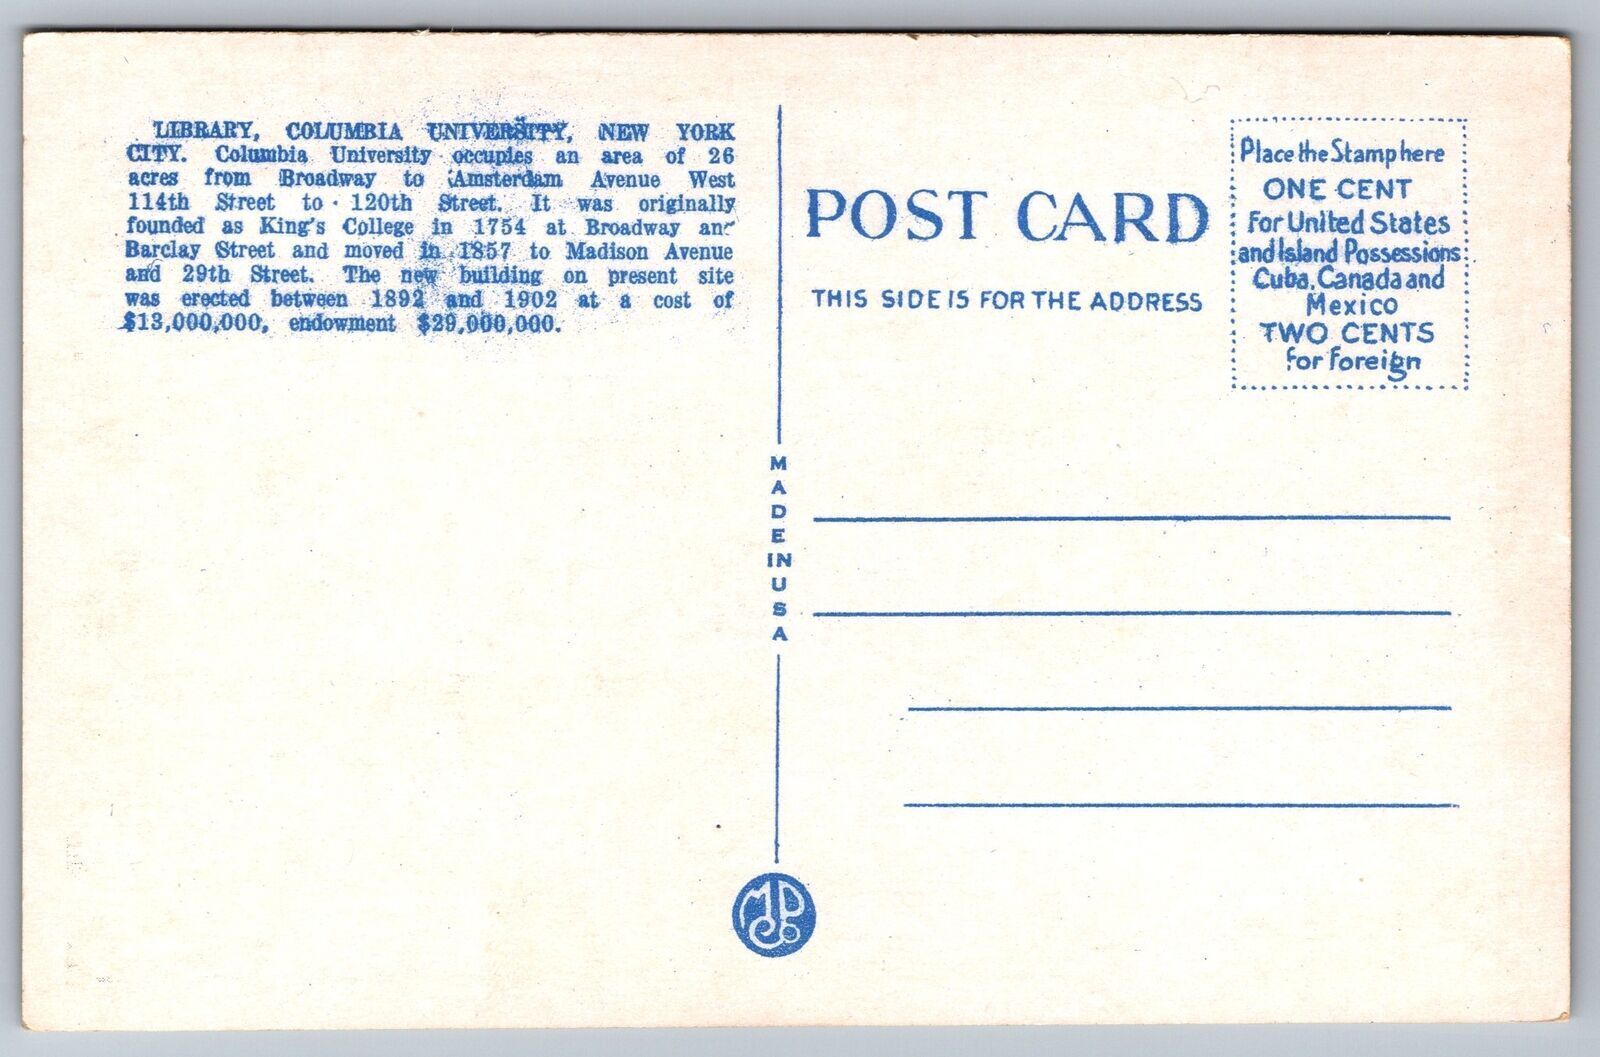 LIBRARY, COLUMBIA UNIVERSITY, NEW YORK
CITY. Columbia University occupies an area of 26
acres from Broadway to Amsterdam Avenue West
114th Street to 120th Street. It was originally
founded as King's College in 1754 at Broadway and
Barclay Street and moved in 1857 to Madison Avenue
and 29th Street. The new building on present site
was erected between 1892 and 1902 at a cost of
$13,000,000, endowment $29,000,000.
POST CARD
THIS SIDE IS FOR THE ADDRESS
Place the Stamp here
ONE CENT
For United States
and Island Possessions
Cuba, Canada and
Mexico
TWO CENTS
for Foreign
M
A
D
E
IN
U
S
A